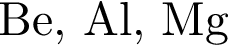 Be, Al, Mg